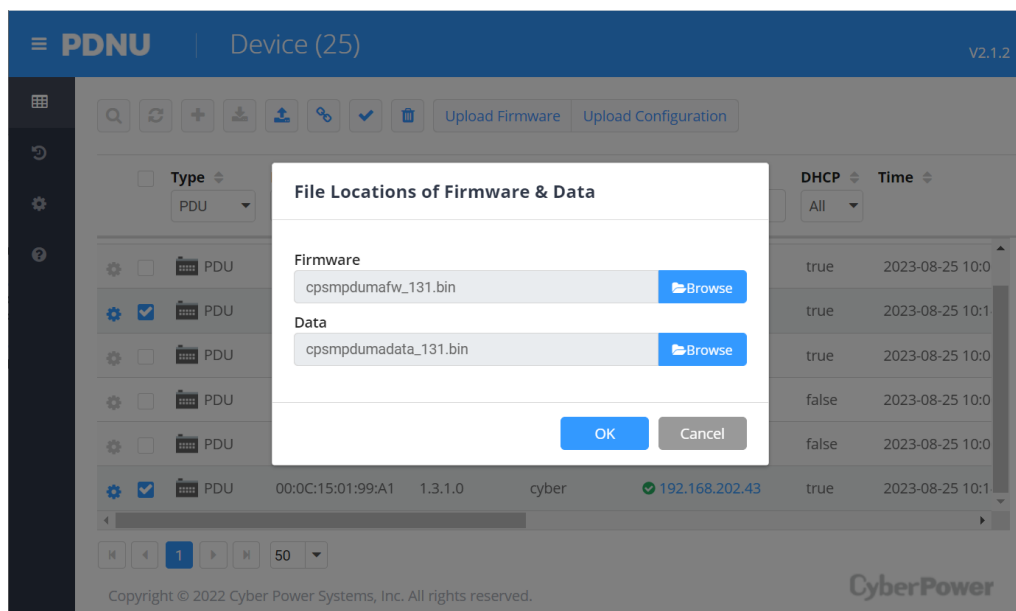 PDNU Device (25)
V2.1.2
Upload Firmware Upload Configuration
Type DHCP Time
PDU All
File Locations of Firmware & Data
Firmware
cpsmpdumafw_131.bin Browse
Data
cpsmpdumadata_131.bin Browse
OK Cancel
PDU true 2023-08-25 10:0
PDU true 2023-08-25 10:1
PDU true 2023-08-25 10:0
PDU false 2023-08-25 10:0
PDU false 2023-08-25 10:0
PDU 00:0C:15:01:99:A1 1.3.1.0 cyber 192.168.202.43 true 2023-08-25 10:1
1 50
Copyright © 2022 Cyber Power Systems, Inc. All rights reserved.
CyberPower